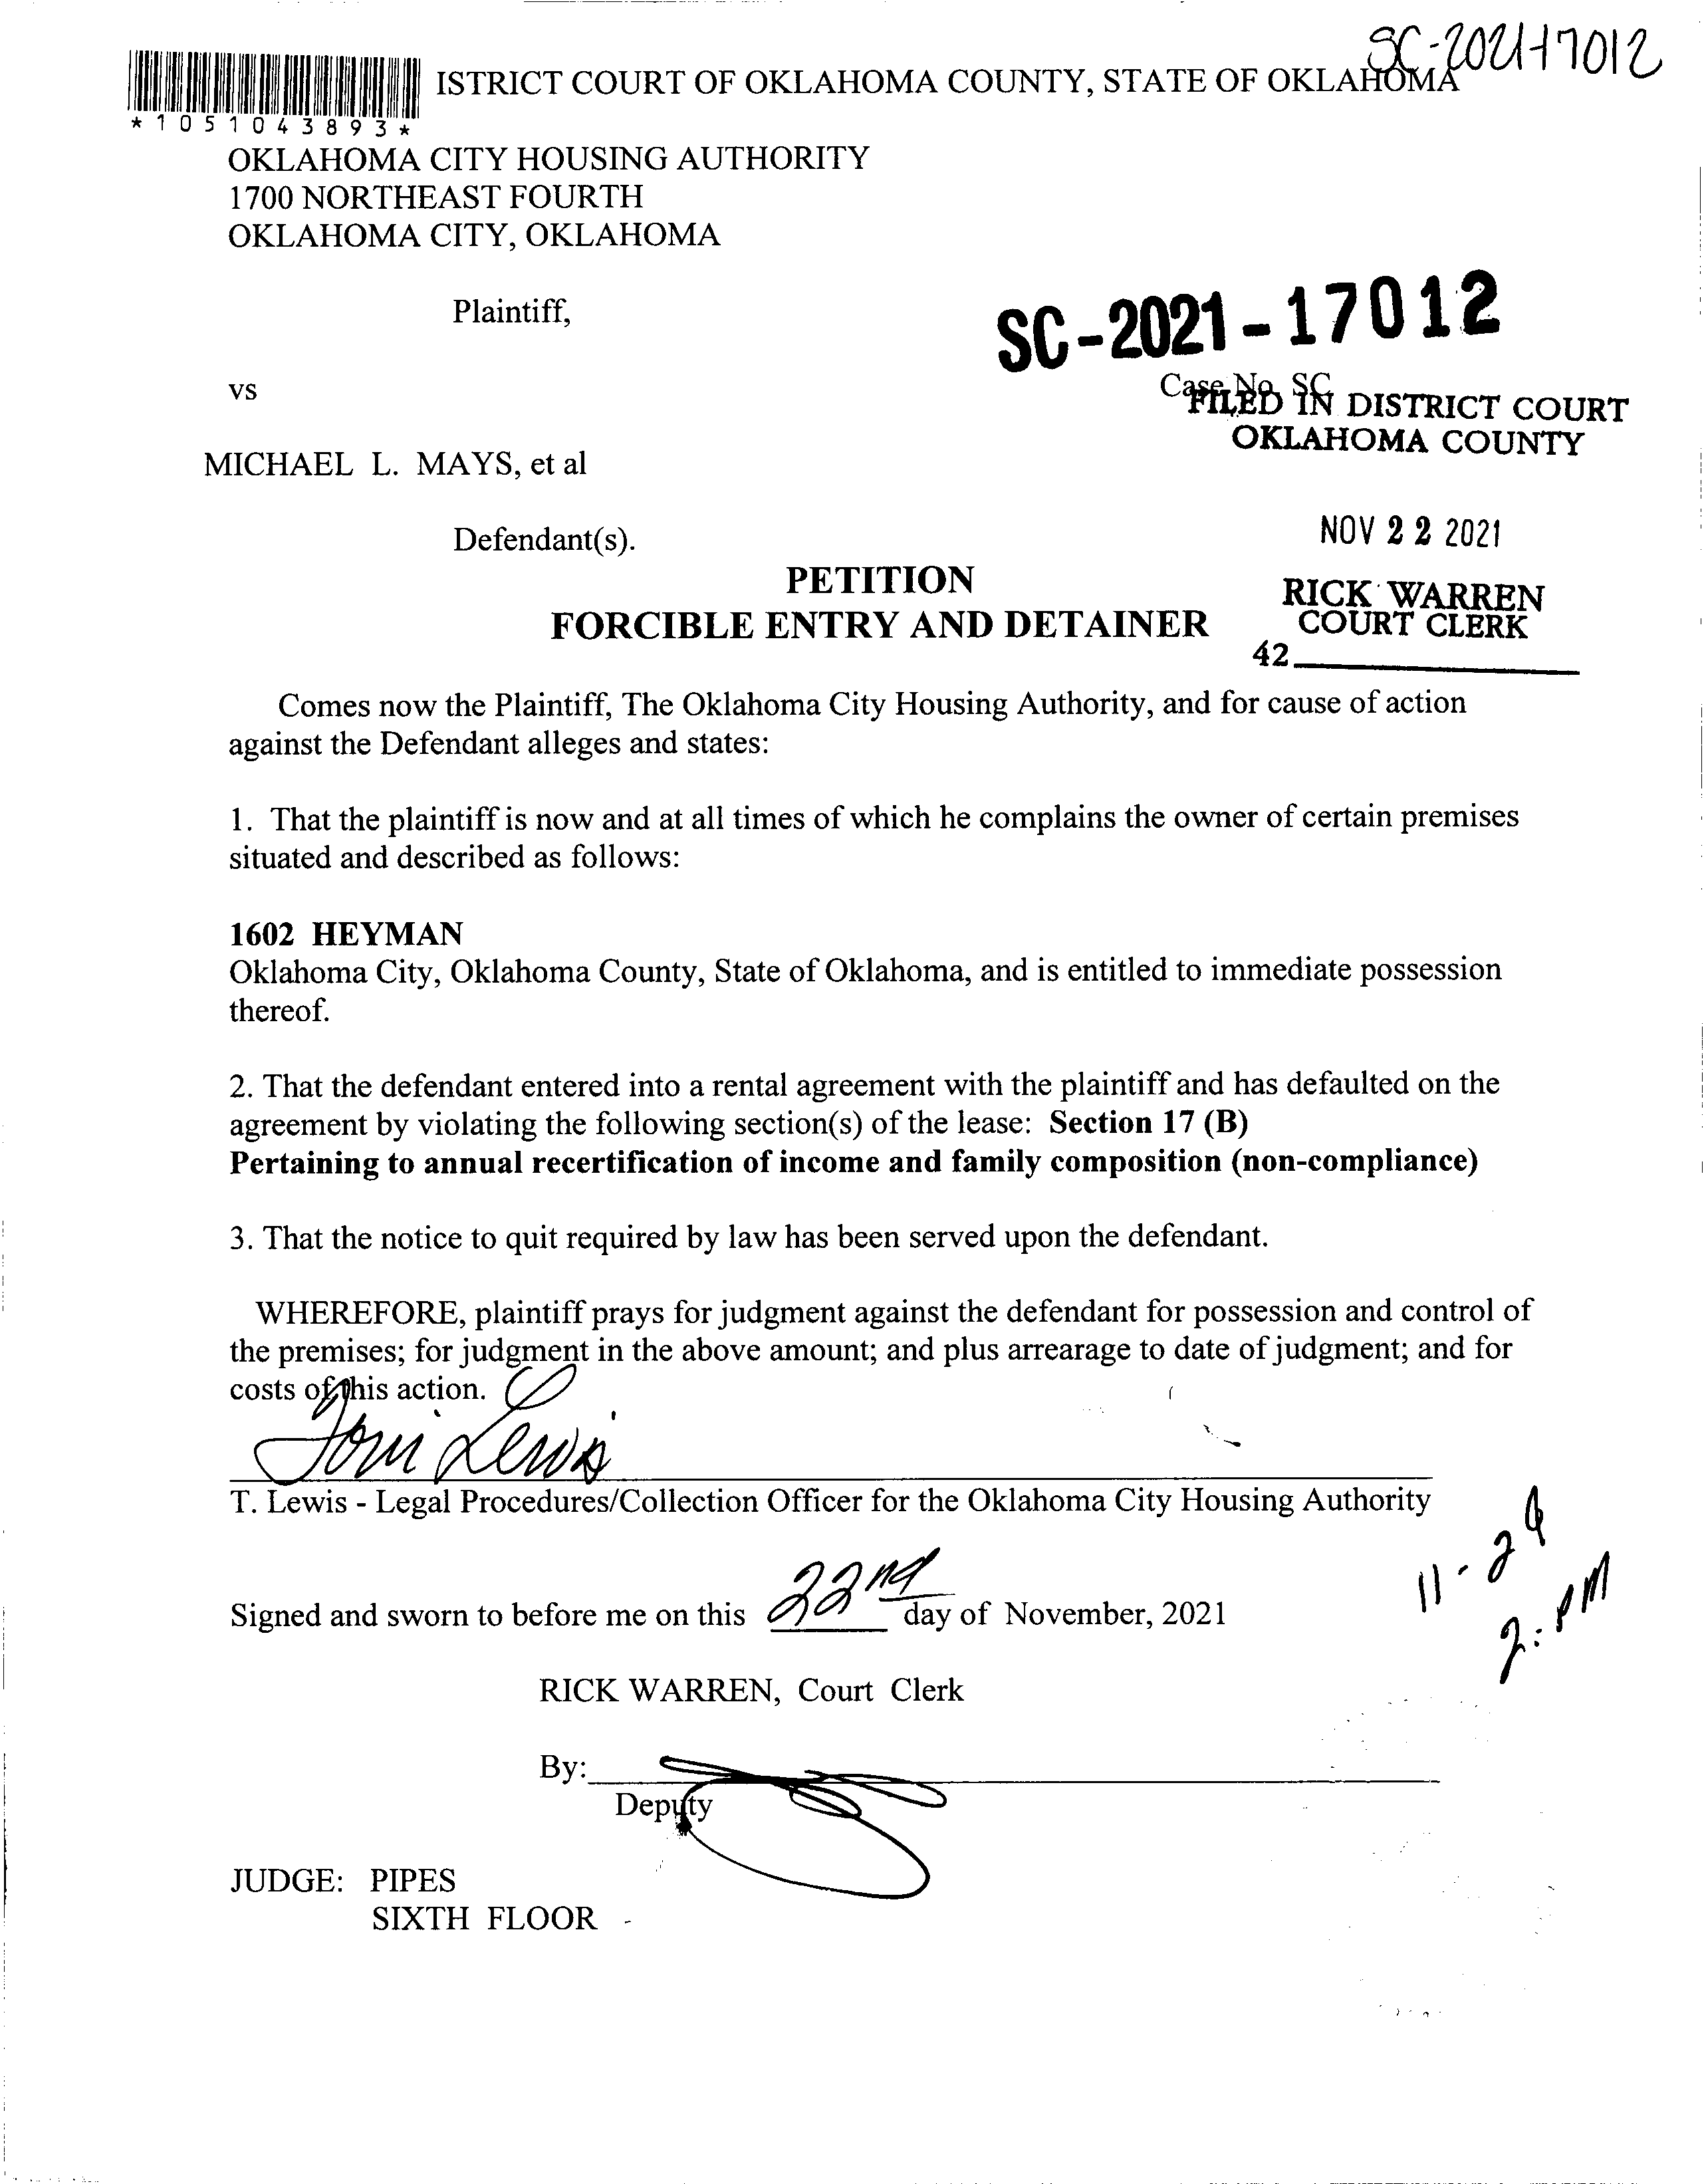 SC-2021-17012
ISTRICT COURT OF OKLAHOMA COUNTY, STATE OF OKLAHOMA
*1051043893*
OKLAHOMA CITY HOUSING AUTHORITY
1700 NORTHEAST FOURTH
OKLAHOMA CITY, OKLAHOMA
Plaintiff,
SC-2021-17012
vs
Case No. SC
FILED IN DISTRICT COURT
OKLAHOMA COUNTY
MICHAEL L. MAYS, et al
Defendant(s).
NOV 22 2021
PETITION
RICK WARREN
FORCIBLE ENTRY AND DETAINER
COURT CLERK
42
Comes now the Plaintiff, The Oklahoma City Housing Authority, and for cause of action
against the Defendant alleges and states:
1. That the plaintiff is now and at all times of which he complains the owner of certain premises
situated and described as follows:
1602 HEYMAN
Oklahoma City, Oklahoma County, State of Oklahoma, and is entitled to immediate possession
thereof.
2. That the defendant entered into a rental agreement with the plaintiff and has defaulted on the
agreement by violating the following section(s) of the lease: Section 17 (B)
Pertaining to annual recertification of income and family composition (non-compliance)
3. That the notice to quit required by law has been served upon the defendant.
WHEREFORE, plaintiff prays for judgment against the defendant for possession and control of
the premises; for judgment in the above amount; and plus arrearage to date of judgment; and for
costs of this action.
Toni Lewis
T. Lewis - Legal Procedures/Collection Officer for the Oklahoma City Housing Authority
11-29
2:PM
Signed and sworn to before me on this 22nd day of November, 2021
RICK WARREN, Court Clerk
By:
Deputy
JUDGE: PIPES
SIXTH FLOOR -